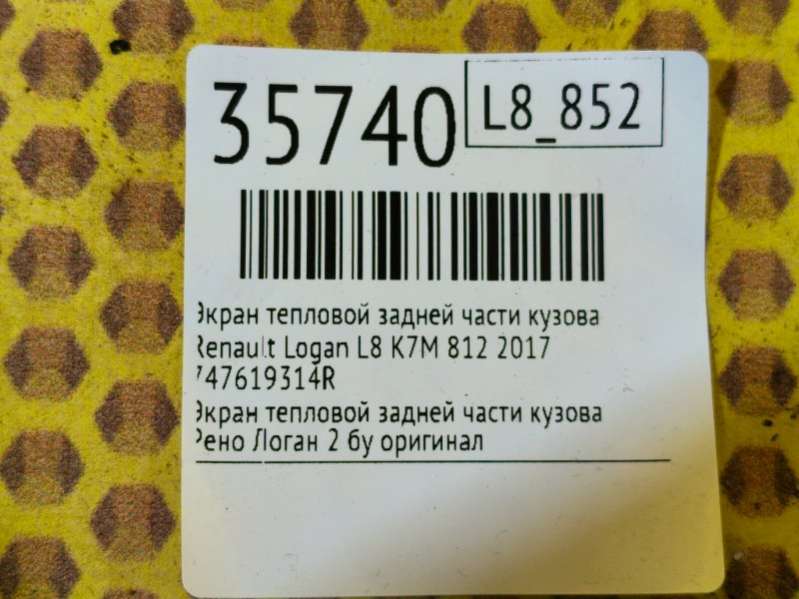 35740
L8_852
Экран тепловой задней части кузова
Renault Logan L8 K7M 812 2017
747619314R
Экран тепловой задней части кузова
Рено Логан 2 бу оригинал